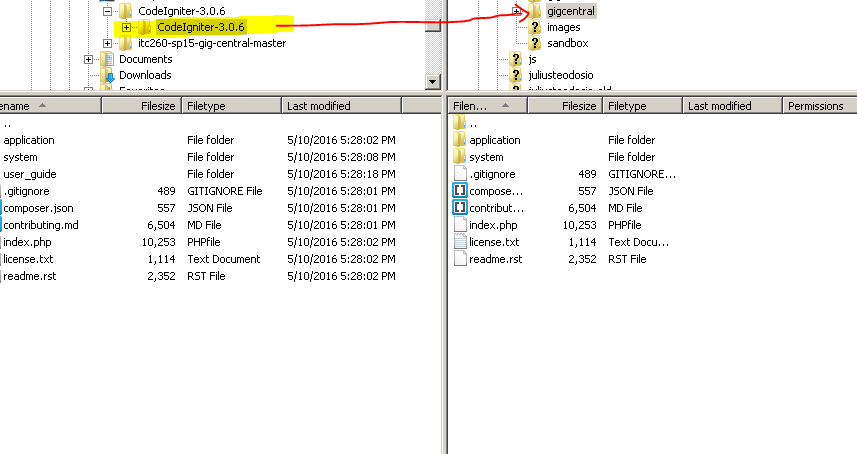 CodeIgniter-3.0.6
CodeIgniter-3.0.6
itc260-sp15-gig-central-master
Documents
Downloads
gigcentral
images
sandbox
js
juliusteodosio
ename Filesize Filetype Last modified
..
application File folder 5/10/2016 5:28:02 PM
system File folder 5/10/2016 5:28:08 PM
user_guide File folder 5/10/2016 5:28:18 PM
.gitignore 489 GITIGNORE File 5/10/2016 5:28:01 PM
composer.json 557 JSON File 5/10/2016 5:28:01 PM
contributing.md 6,504 MD File 5/10/2016 5:28:01 PM
index.php 10,253 PHPfile 5/10/2016 5:28:02 PM
license.txt 1,114 Text Document 5/10/2016 5:28:02 PM
readme.rst 2,352 RST File 5/10/2016 5:28:02 PM
Filen... Filesize Filetype Last modified Permissions
..
application File folder
system File folder
.gitignore 489 GITIGNORE...
compose... 557 JSON File
contribut... 6,504 MD File
index.php 10,253 PHPfile
license.txt 1,114 Text Docu...
readme.rst 2,352 RST File